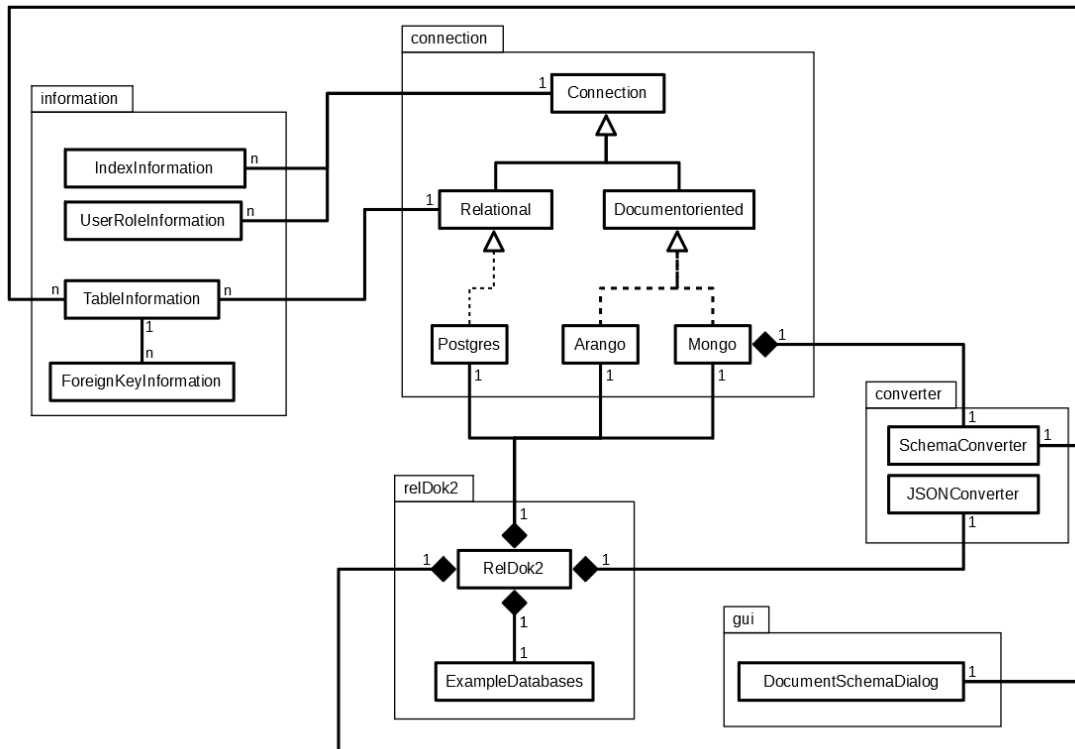 connection
1
Connection
information
IndexInformation
n
UserRoleInformation
n
1
Relational
Documentoriented
n
TableInformation
n
1
n
ForeignKeyInformation
Postgres
1
Arango
1
Mongo
1
1
converter
1
SchemaConverter
1
JSONConverter
1
relDok2
1
1
RelDok2
1
1
1
ExampleDatabases
gui
DocumentSchemaDialog
1